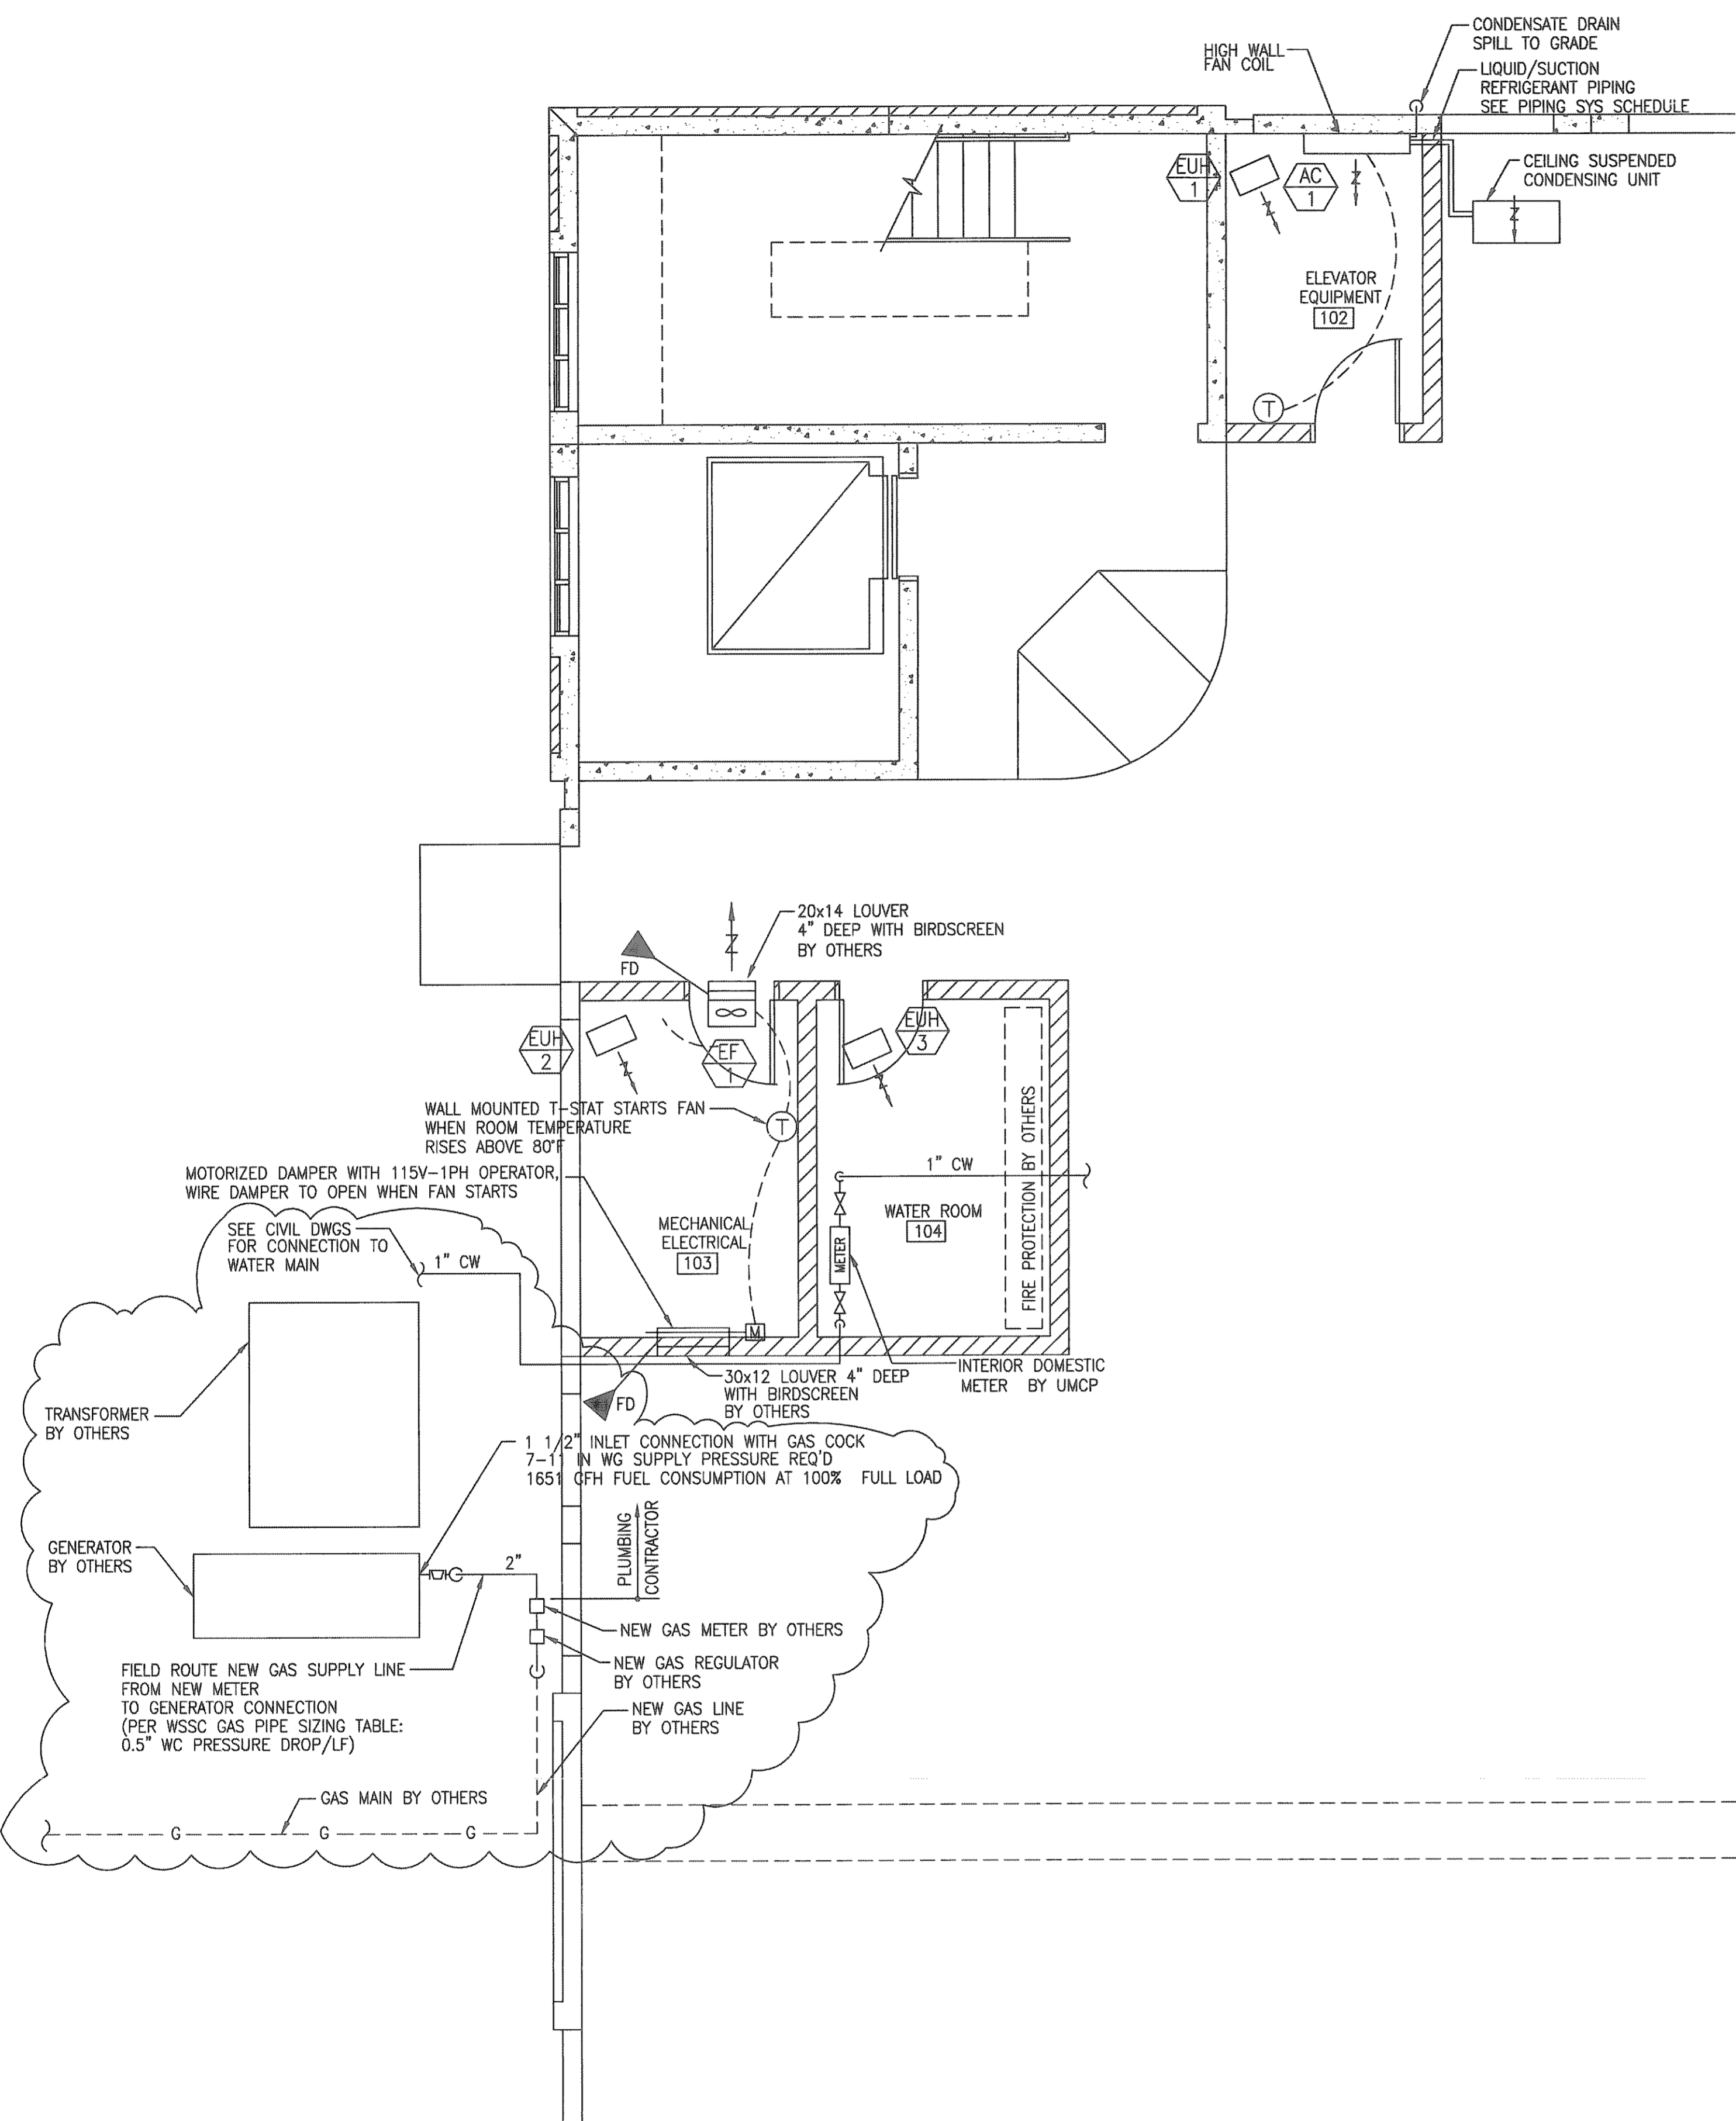 CONDENSATE DRAIN
SPILL TO GRADE
HIGH WALL
FAN COIL
LIQUID/SUCTION
REFRIGERANT PIPING
SEE PIPING SYS SCHEDULE
CEILING SUSPENDED
CONDENSING UNIT
EUH
1
AC
1
ELEVATOR
EQUIPMENT
102
T
20x14 LOUVER
4" DEEP WITH BIRDSCREEN
BY OTHERS
FD
EUH
2
EF
1
EUH
3
WALL MOUNTED T-STAT STARTS FAN
WHEN ROOM TEMPERATURE
RISES ABOVE 80°F
T
MOTORIZED DAMPER WITH 115V-1PH OPERATOR,
WIRE DAMPER TO OPEN WHEN FAN STARTS
1" CW
FIRE PROTECTION BY OTHERS
WATER ROOM
104
METER
MECHANICAL
ELECTRICAL
103
SEE CIVIL DWGS
FOR CONNECTION TO
WATER MAIN
1" CW
M
INTERIOR DOMESTIC
METER BY UMCP
30x12 LOUVER 4" DEEP
WITH BIRDSCREEN
BY OTHERS
FD
TRANSFORMER
BY OTHERS
1 1/2" INLET CONNECTION WITH GAS COCK
7-11 IN WG SUPPLY PRESSURE REQ'D
1651 CFH FUEL CONSUMPTION AT 100% FULL LOAD
PLUMBING
CONTRACTOR
GENERATOR
BY OTHERS
2"
NEW GAS METER BY OTHERS
NEW GAS REGULATOR
BY OTHERS
FIELD ROUTE NEW GAS SUPPLY LINE
FROM NEW METER
TO GENERATOR CONNECTION
(PER WSSC GAS PIPE SIZING TABLE:
0.5" WC PRESSURE DROP/LF)
NEW GAS LINE
BY OTHERS
GAS MAIN BY OTHERS
G G G